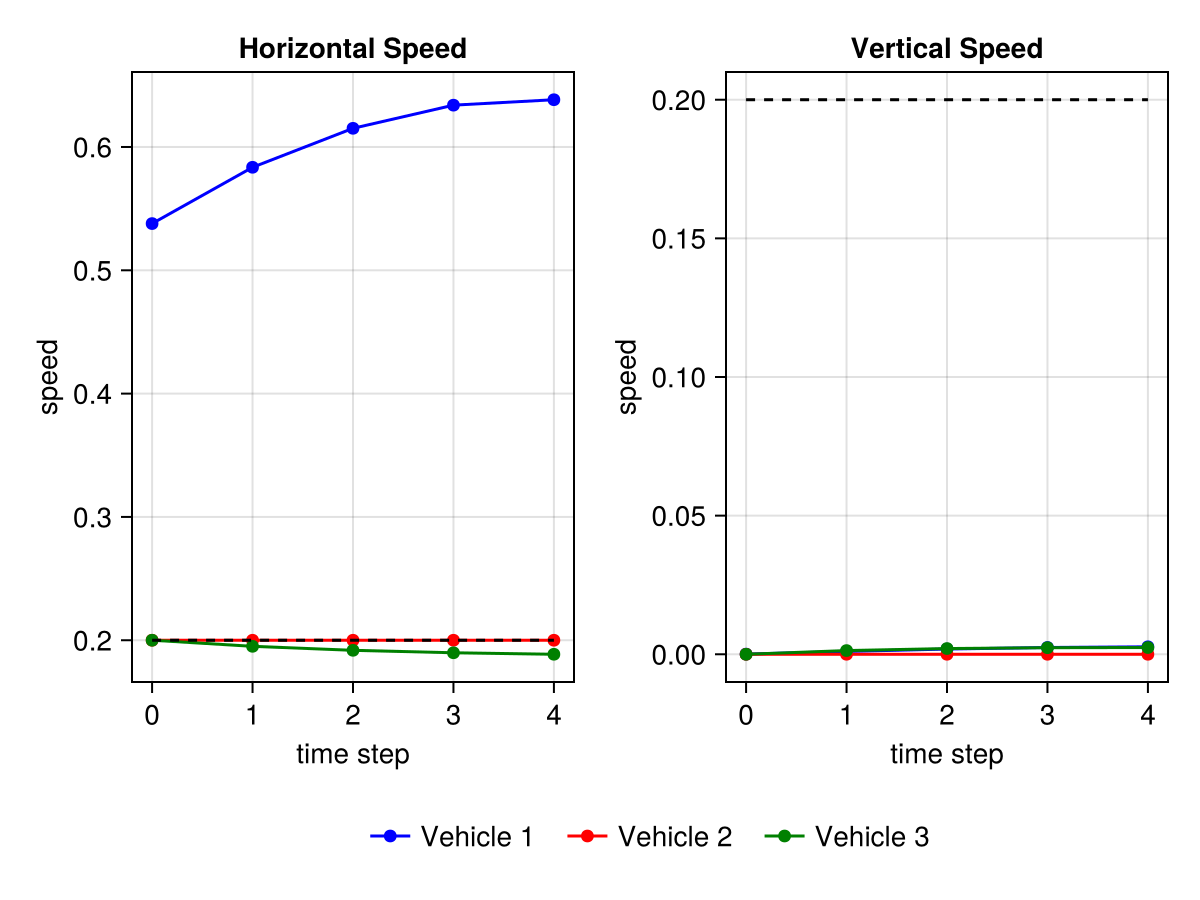 Horizontal Speed
speed
0.6
0.5
0.4
0.3
0.2
0 1 2 3 4
time step
Vertical Speed
speed
0.20
0.15
0.10
0.05
0.00
0 1 2 3 4
time step
Vehicle 1 Vehicle 2 Vehicle 3